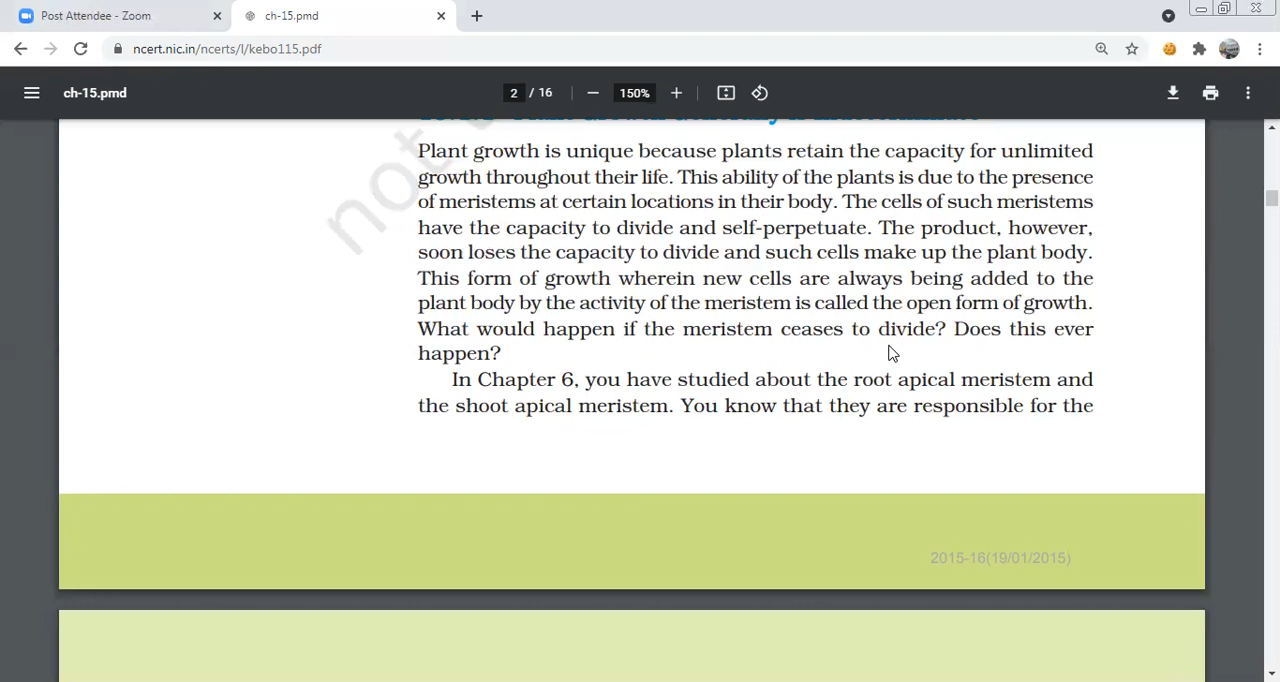 Post Attendee - Zoom
ch-15.pmd
ncert.nic.in/ncerts/l/kebo115.pdf
ch-15.pmd
2 / 16
150%
not
Plant growth is unique because plants retain the capacity for unlimited
growth throughout their life. This ability of the plants is due to the presence
of meristems at certain locations in their body. The cells of such meristems
have the capacity to divide and self-perpetuate. The product, however,
soon loses the capacity to divide and such cells make up the plant body.
This form of growth wherein new cells are always being added to the
plant body by the activity of the meristem is called the open form of growth.
What would happen if the meristem ceases to divide? Does this ever
happen?
In Chapter 6, you have studied about the root apical meristem and
the shoot apical meristem. You know that they are responsible for the
2015-16(19/01/2015)